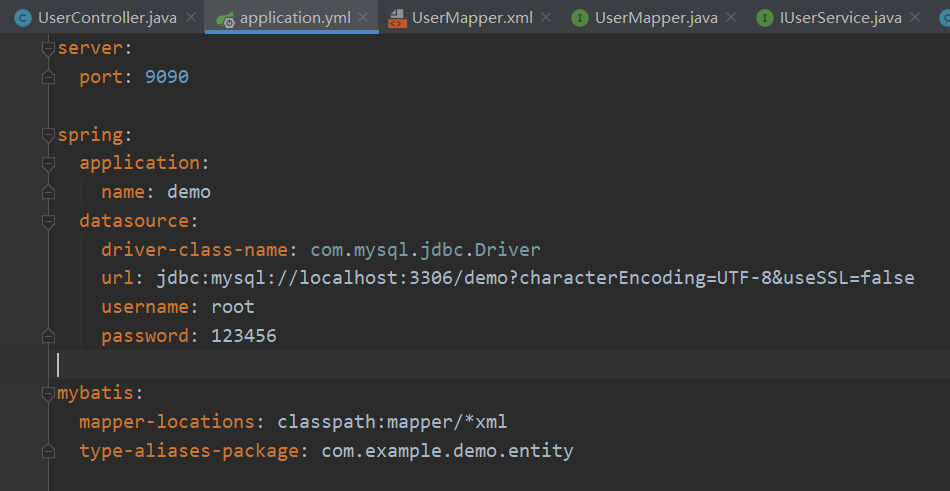 UserController.java application.yml UserMapper.xml UserMapper.java IUserService.java
server:
  port: 9090
spring:
  application:
    name: demo
  datasource:
    driver-class-name: com.mysql.jdbc.Driver
    url: jdbc:mysql://localhost:3306/demo?characterEncoding=UTF-8&useSSL=false
    username: root
    password: 123456
mybatis:
  mapper-locations: classpath:mapper/*xml
  type-aliases-package: com.example.demo.entity